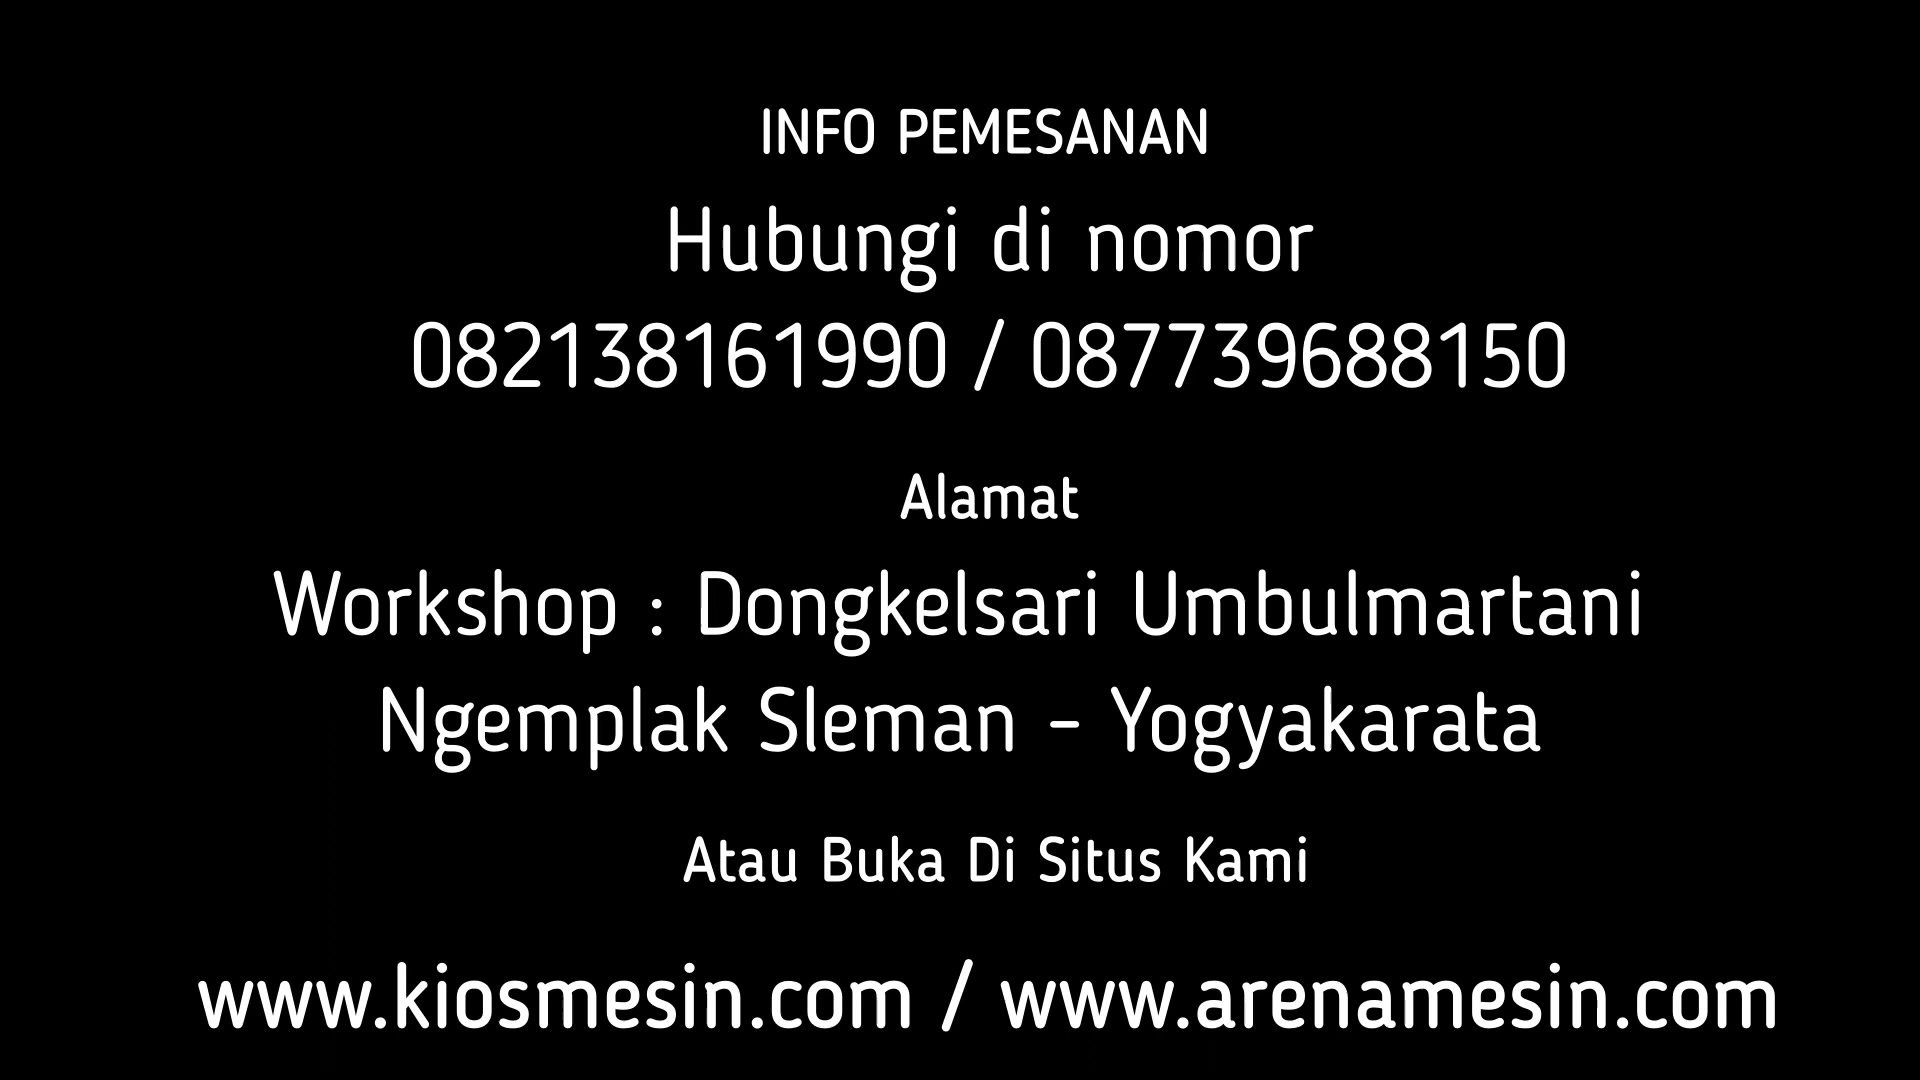 INFO PEMESANAN
Hubungi di nomor
082138161990 / 087739688150
Alamat
Workshop : Dongkelsari Umbulmartani
Ngemplak Sleman - Yogyakarata
Atau Buka Di Situs Kami
www.kiosmesin.com / www.arenamesin.com